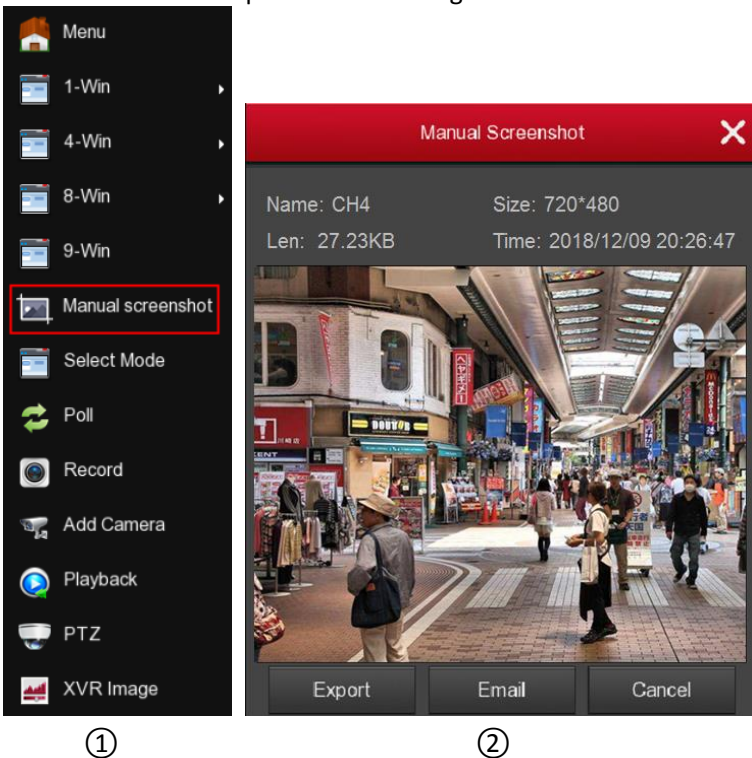 Menu
1-Win
4-Win
8-Win
9-Win
Manual screenshot
Select Mode
Poll
Record
Add Camera
Playback
PTZ
XVR Image
①
Manual Screenshot
Name: CH4
Size: 720*480
Len: 27.23KB
Time: 2018/12/09 20:26:47
DOUTOR
McDonald's
Export
Email
Cancel
②